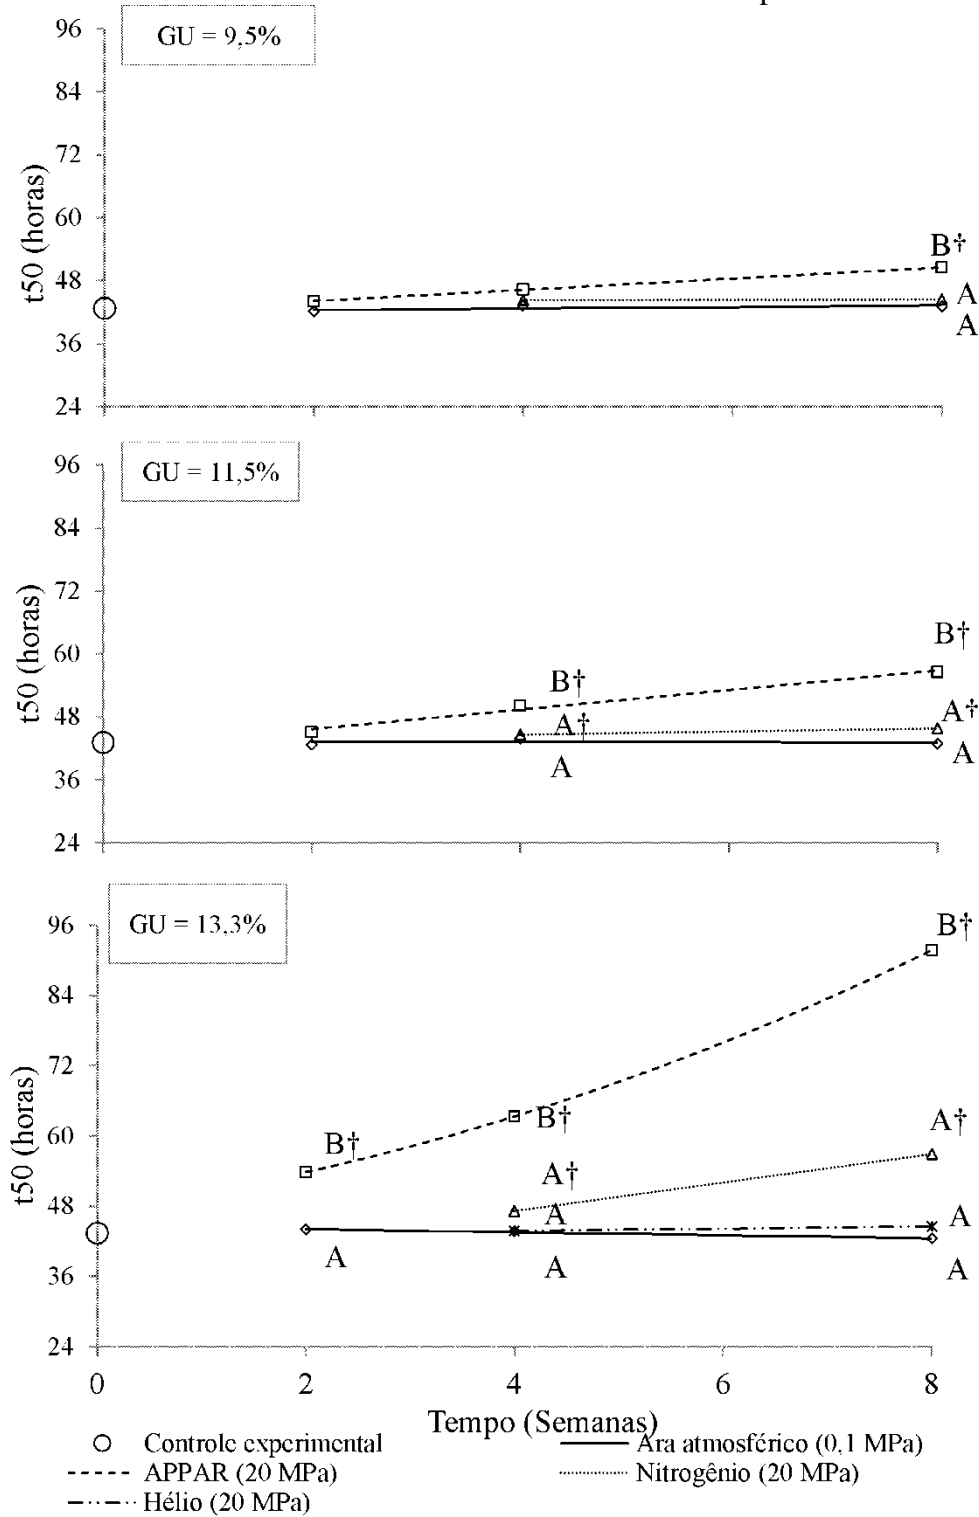 96
GU = 9,5%
84
72
60
48
36
24
t50 (horas)
B†
A
A
96
GU = 11,5%
84
72
60
48
36
24
t50 (horas)
B†
B†
A†
A†
A
A
96
GU = 13,3%
84
72
60
48
36
24
t50 (horas)
B†
B†
B†
A†
A†
A
A
A
A
A
0 2 4 6 8
Tempo (Semanas)
Controle experimental
Ara atmosférico (0,1 MPa)
APPAR (20 MPa)
Nitrogênio (20 MPa)
Hélio (20 MPa)